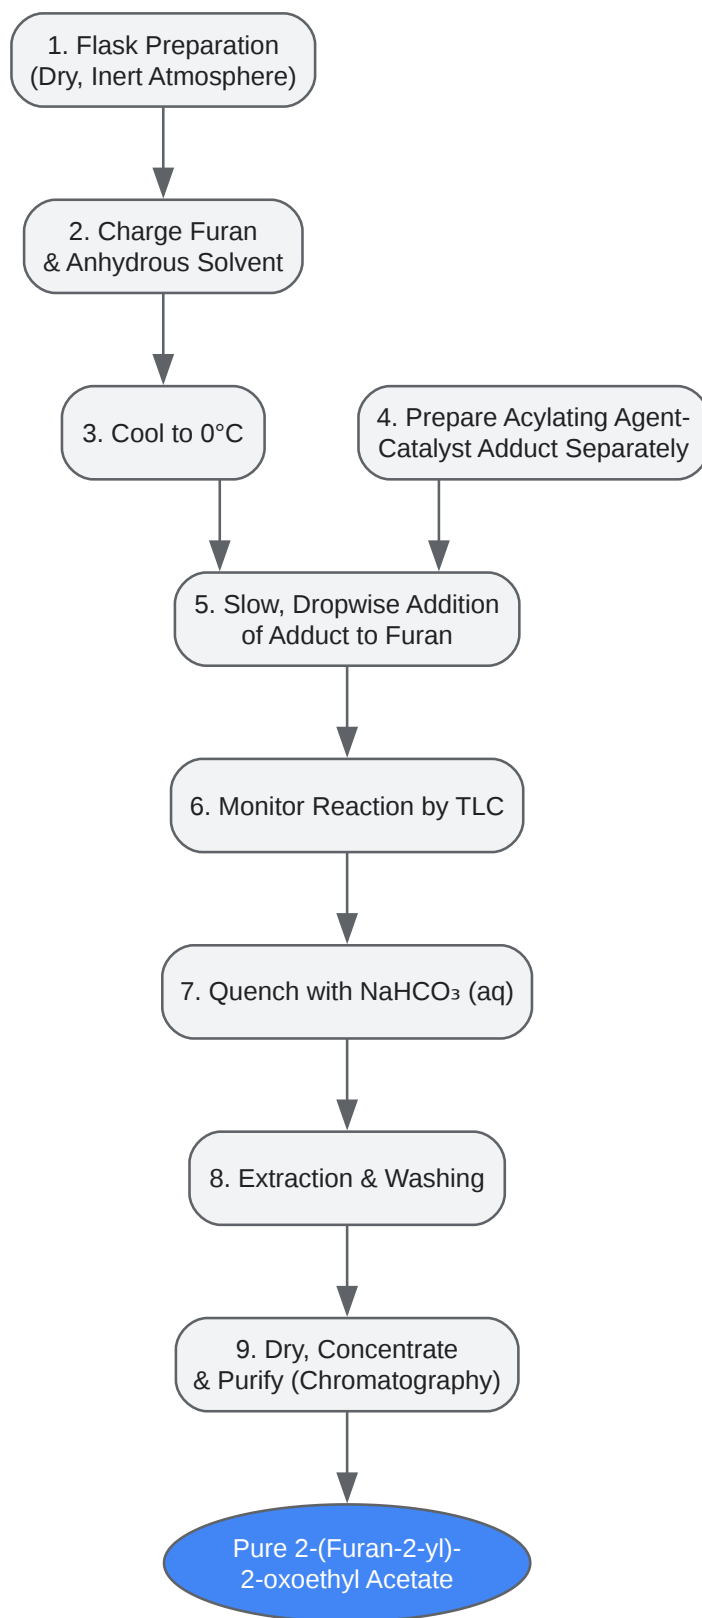 1. Flask Preparation
(Dry, Inert Atmosphere)
2. Charge Furan
& Anhydrous Solvent
3. Cool to 0°C
4. Prepare Acylating Agent-
Catalyst Adduct Separately
5. Slow, Dropwise Addition
of Adduct to Furan
6. Monitor Reaction by TLC
7. Quench with NaHCO₃ (aq)
8. Extraction & Washing
9. Dry, Concentrate
& Purify (Chromatography)
Pure 2-(Furan-2-yl)-
2-oxoethyl Acetate